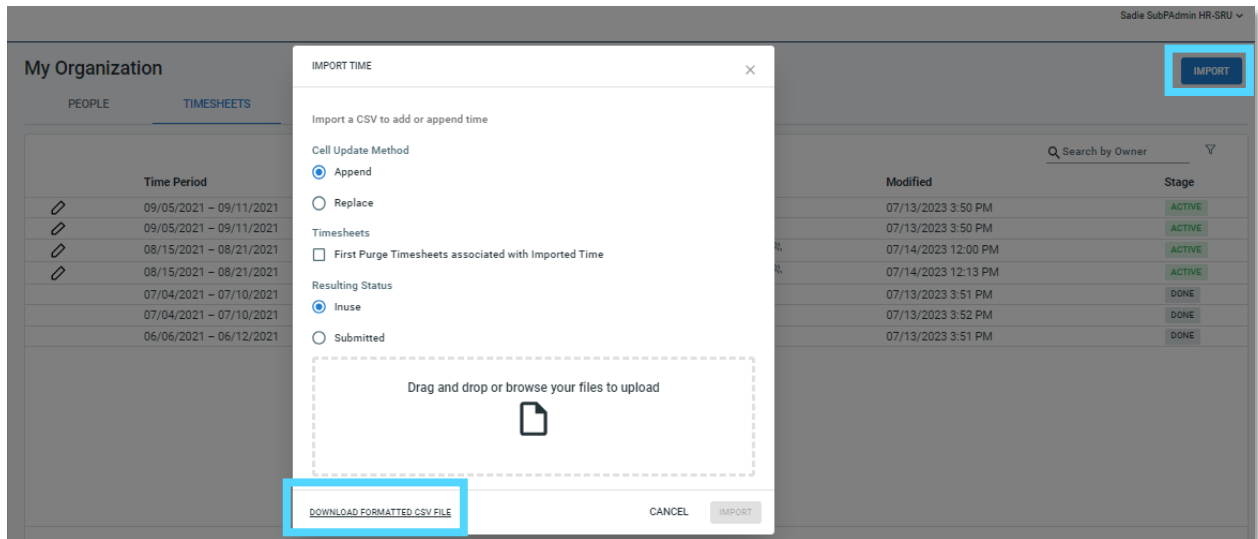 Sadie SubPAdmin HR-SRU
My Organization
IMPORT
PEOPLE
TIMESHEETS
Search by Owner
Time Period
Modified
Stage
09/05/2021 – 09/11/2021
07/13/2023 3:50 PM
ACTIVE
09/05/2021 – 09/11/2021
07/13/2023 3:50 PM
ACTIVE
08/15/2021 – 08/21/2021
07/14/2023 12:00 PM
ACTIVE
08/15/2021 – 08/21/2021
07/14/2023 12:13 PM
ACTIVE
07/04/2021 – 07/10/2021
07/13/2023 3:51 PM
DONE
07/04/2021 – 07/10/2021
07/13/2023 3:52 PM
DONE
06/06/2021 – 06/12/2021
07/13/2023 3:51 PM
DONE
IMPORT TIME
Import a CSV to add or append time
Cell Update Method
Append
Replace
Timesheets
First Purge Timesheets associated with Imported Time
Resulting Status
Inuse
Submitted
Drag and drop or browse your files to upload
DOWNLOAD FORMATTED CSV FILE
CANCEL
IMPORT